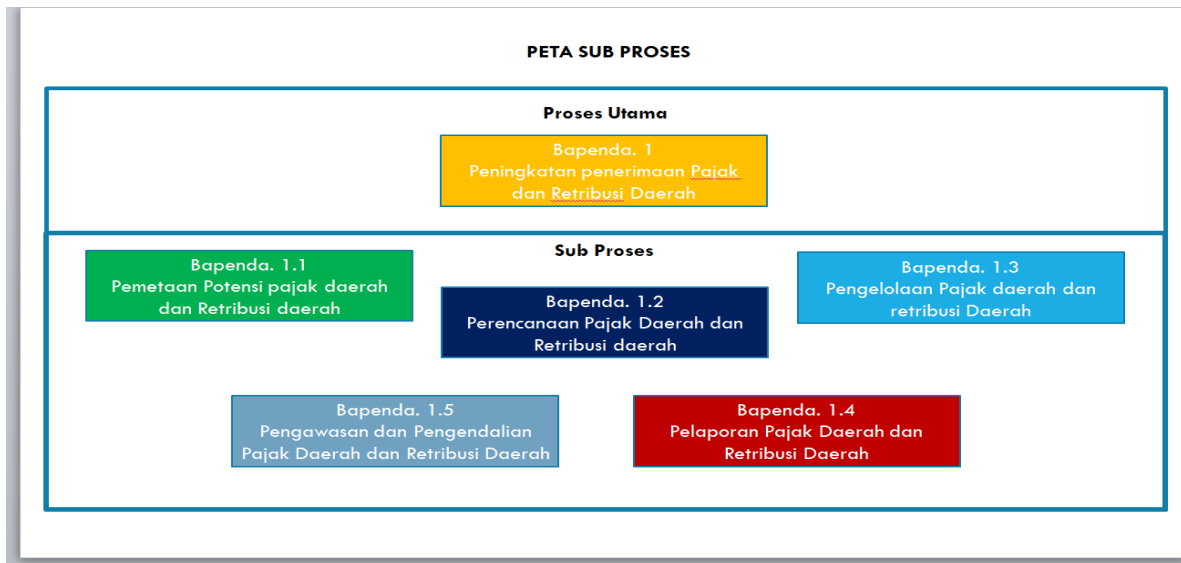 PETA SUB PROSES
Proses Utama
Bapenda. 1
Peningkatan penerimaan Pajak
dan Retribusi Daerah
Sub Proses
Bapenda. 1.1
Pemetaan Potensi pajak daerah
dan Retribusi daerah
Bapenda. 1.2
Perencanaan Pajak Daerah dan
Retribusi daerah
Bapenda. 1.3
Pengelolaan Pajak daerah dan
retribusi Daerah
Bapenda. 1.5
Pengawasan dan Pengendalian
Pajak Daerah dan Retribusi Daerah
Bapenda. 1.4
Pelaporan Pajak Daerah dan
Retribusi Daerah